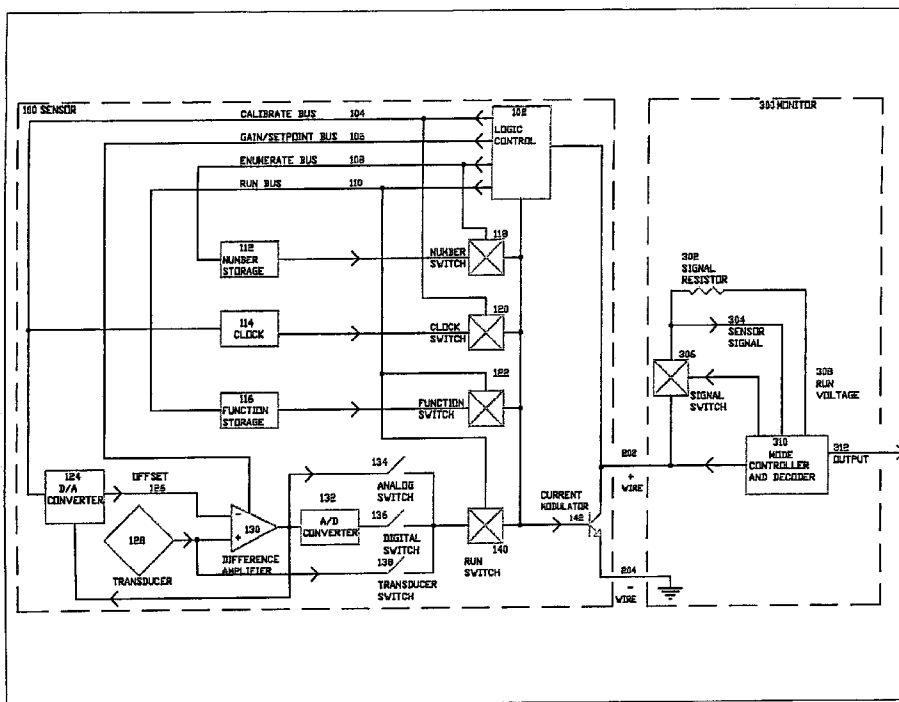 100 SENSOR
300 MONITOR
CALIBRATE BUS 104
102
LOGIC
CONTROL
GAIN/SETPOINT BUS 106
ENUMERATE BUS 108
RUN BUS 110
112
NUMBER
STORAGE
NUMBER
SWITCH
118
302
SIGNAL
RESISTOR
114
CLOCK
CLOCK
SWITCH
120
304
SENSOR
SIGNAL
306
SIGNAL
SWITCH
308
RUN
VOLTAGE
116
FUNCTION
STORAGE
FUNCTION
SWITCH
122
310
MODE
CONTROLLER
AND DECODER
312
OUTPUT
124
D/A
CONVERTER
OFFSET
126
134
ANALOG
SWITCH
202
+
WIRE
132
A/D
CONVERTER
136
DIGITAL
SWITCH
CURRENT
MODULATOR
142
128
TRANSDUCER
-
+
130
DIFFERENCE
AMPLIFIER
138
TRANSDUCER
SWITCH
140
RUN
SWITCH
204
-
WIRE